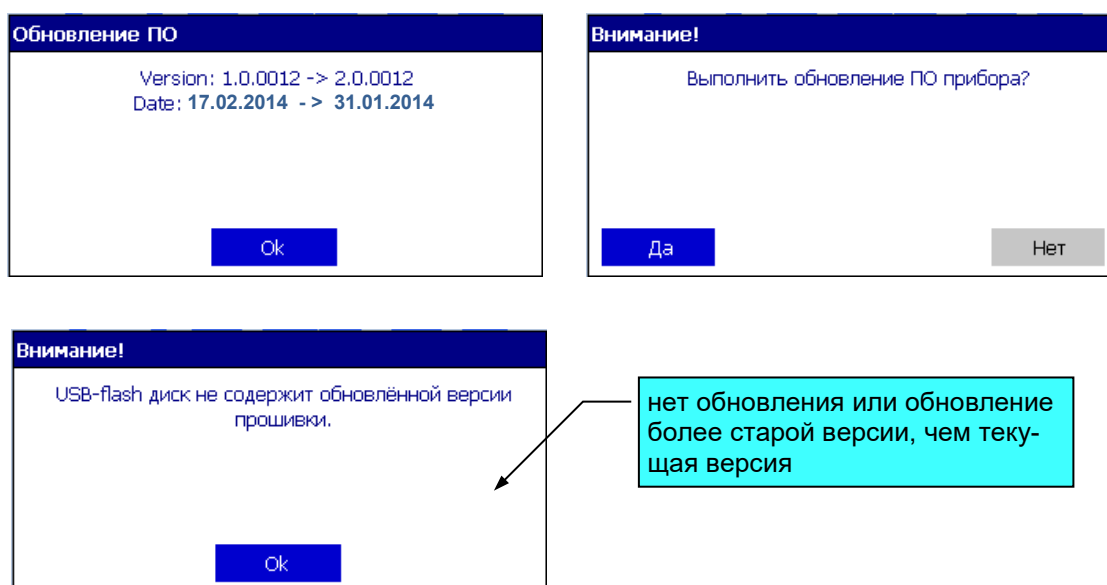 Обновление ПО
Version: 1.0.0012 -> 2.0.0012
Date: 17.02.2014 - > 31.01.2014
Ok
Внимание!
Выполнить обновление ПО прибора?
Да
Нет
Внимание!
USB-flash диск не содержит обновлённой версии
прошивки.
Ok
нет обновления или обновление
более старой версии, чем теку-
щая версия